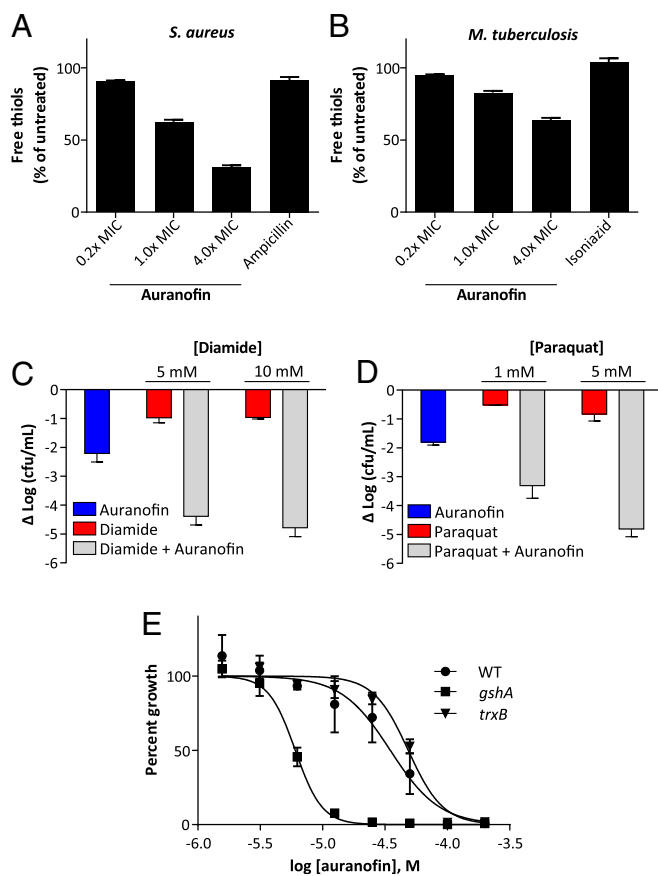 A
S. aureus
Free thiols
(% of untreated)
100
50
0
0.2x MIC
1.0x MIC
4.0x MIC
Ampicillin
Auranofin
B
M. tuberculosis
Free thiols
(% of untreated)
100
50
0
0.2x MIC
1.0x MIC
4.0x MIC
Isoniazid
Auranofin
C
[Diamide]
5 mM
10 mM
Δ Log (cfu/mL)
0
-1
-2
-3
-4
-5
-6
Auranofin
Diamide
Diamide + Auranofin
D
[Paraquat]
1 mM
5 mM
Δ Log (cfu/mL)
0
-1
-2
-3
-4
-5
-6
Auranofin
Paraquat
Paraquat + Auranofin
E
Percent growth
100
50
0
WT
gshA
trxB
-6.0
-5.5
-5.0
-4.5
-4.0
-3.5
log [auranofin], M